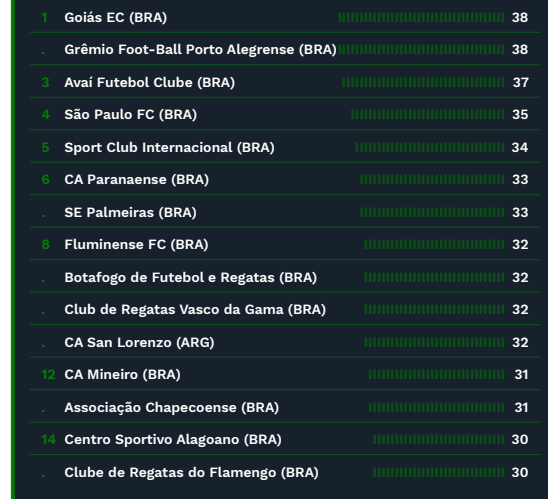 1 Goiás EC (BRA) 38
. Grêmio Foot-Ball Porto Alegrense (BRA) 38
3 Avaí Futebol Clube (BRA) 37
4 São Paulo FC (BRA) 35
5 Sport Club Internacional (BRA) 34
6 CA Paranaense (BRA) 33
. SE Palmeiras (BRA) 33
8 Fluminense FC (BRA) 32
. Botafogo de Futebol e Regatas (BRA) 32
. Club de Regatas Vasco da Gama (BRA) 32
. CA San Lorenzo (ARG) 32
12 CA Mineiro (BRA) 31
. Associação Chapecoense (BRA) 31
14 Centro Sportivo Alagoano (BRA) 30
. Clube de Regatas do Flamengo (BRA) 30